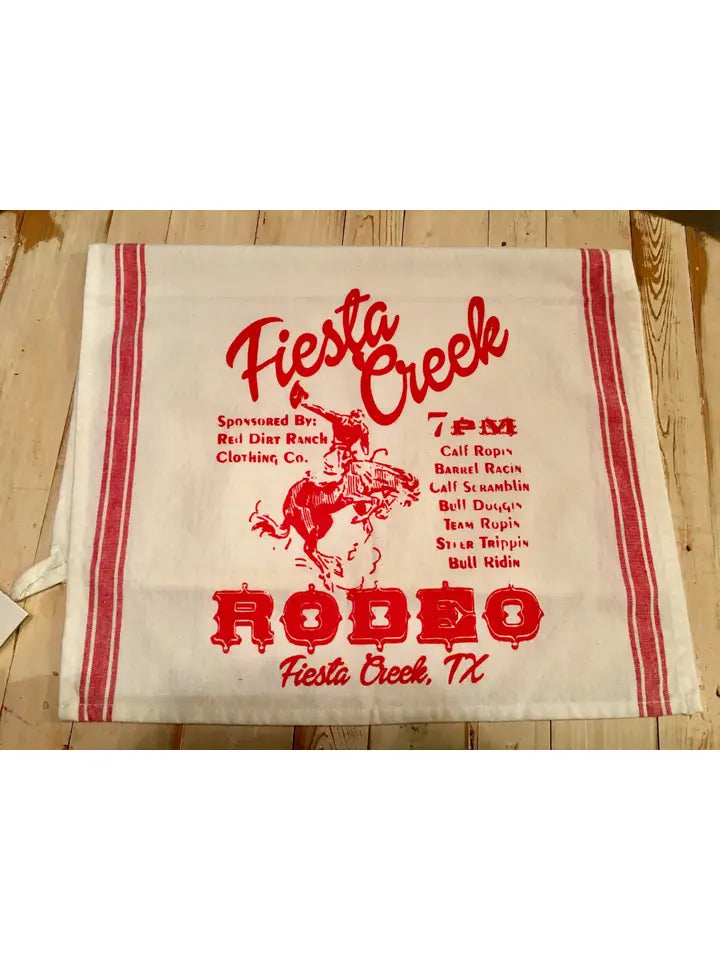 Fiesta
Creek
Sponsored By:
Red Dirt Ranch
Clothing Co.
7PM
Calf Ropin
Barrel Racin
Calf Scramblin
Bull Doggin
Team Ropin
Steer Trippin
Bull Ridin
RODEO
Fiesta Creek, TX